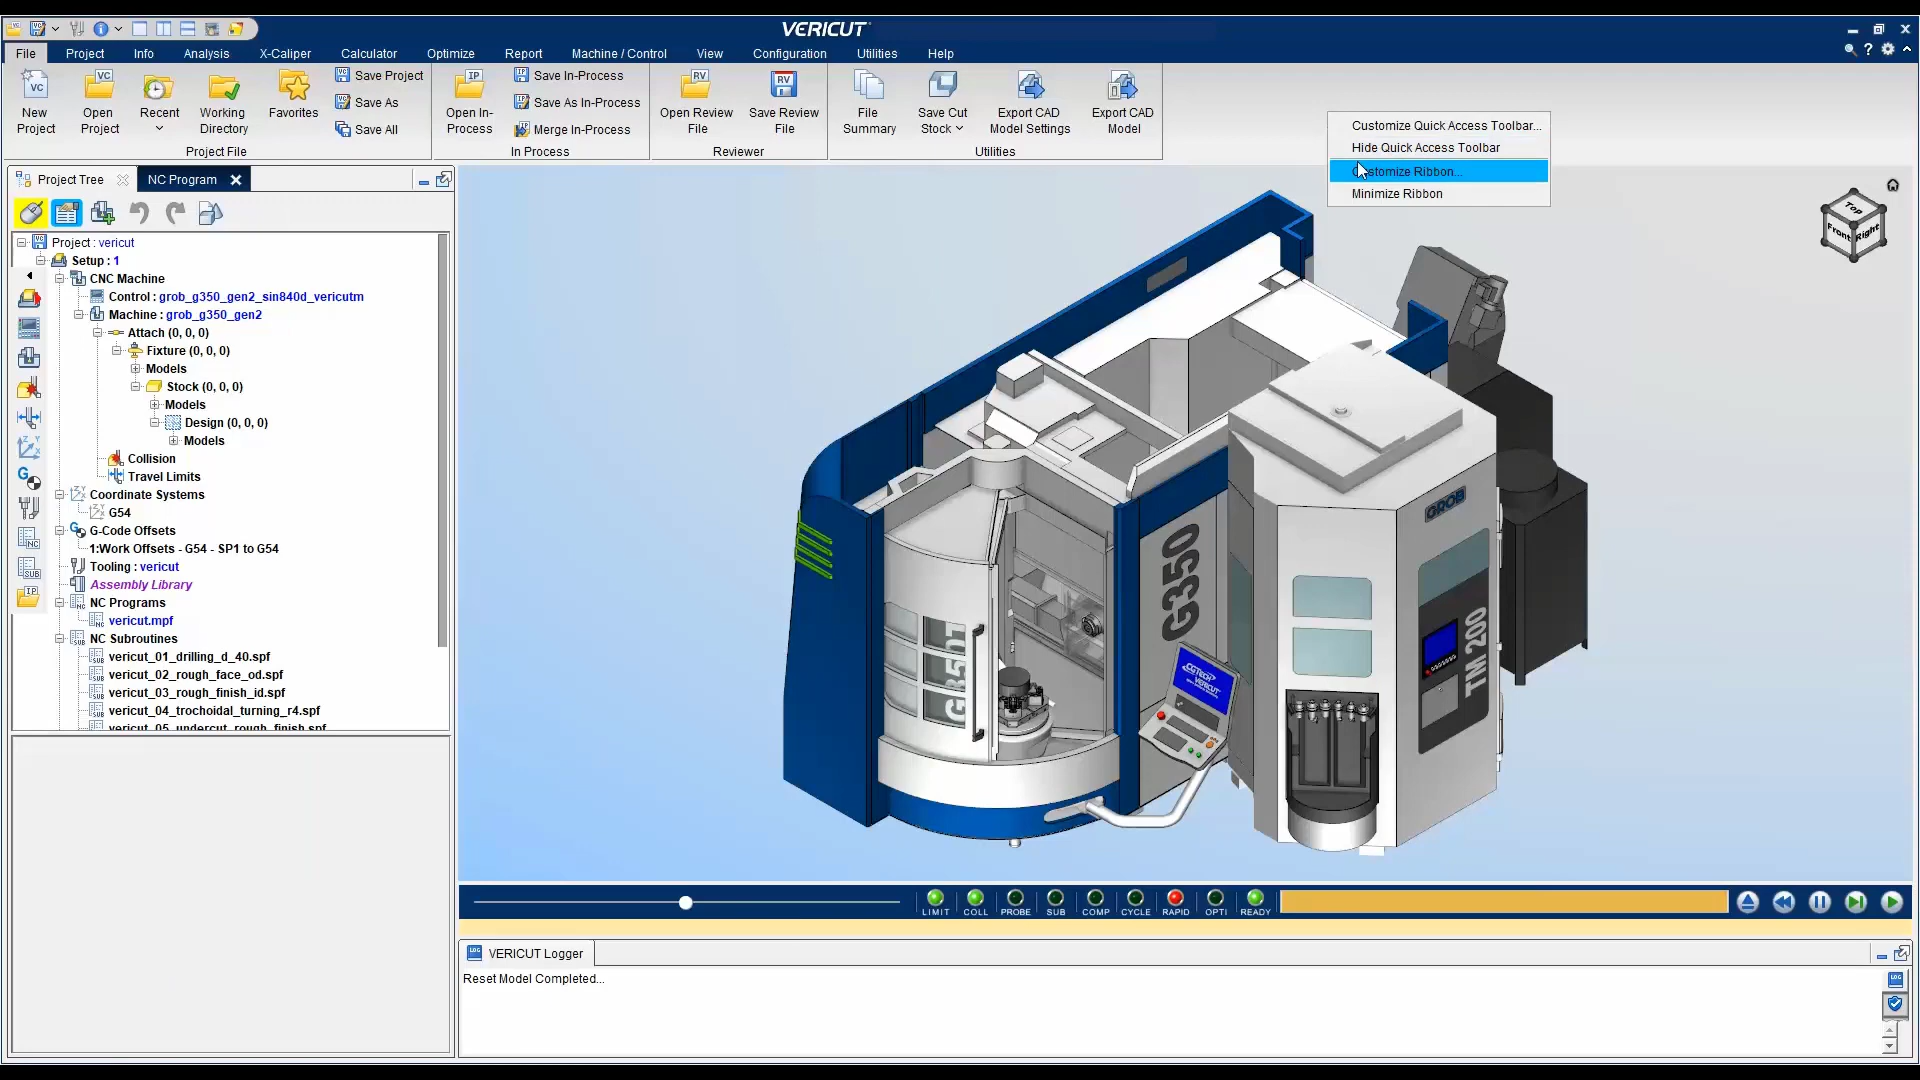 VERICUT
File Project Info Analysis X-Caliper Calculator Optimize Report Machine / Control View Configuration Utilities Help
New Project
Open Project
Recent
Working Directory
Favorites
Save Project
Save As
Save All
Project File
Open In-Process
Save In-Process
Save As In-Process
Merge In-Process
In Process
Open Review File
Save Review File
Reviewer
File Summary
Save Cut Stock
Export CAD Model Settings
Export CAD Model
Utilities
Customize Quick Access Toolbar...
Hide Quick Access Toolbar
Customize Ribbon...
Minimize Ribbon
Project Tree
NC Program
Project : vericut
Setup : 1
CNC Machine
Control : grob_g350_gen2_sin840d_vericutm
Machine : grob_g350_gen2
Attach (0, 0, 0)
Fixture (0, 0, 0)
Models
Stock (0, 0, 0)
Models
Design (0, 0, 0)
Models
Collision
Travel Limits
Coordinate Systems
G54
G-Code Offsets
1:Work Offsets - G54 - SP1 to G54
Tooling : vericut
Assembly Library
NC Programs
vericut.mpf
NC Subroutines
vericut_01_drilling_d_40.spf
vericut_02_rough_face_od.spf
vericut_03_rough_finish_id.spf
vericut_04_trochoidal_turning_r4.spf
vericut_05_undercut_rough_finish.spf
Top
Front
Right
GROB
G350
G350T
TM 200
CGTECH
VERICUT
LIMIT COLL PROBE SUB COMP CYCLE RAPID OPTI READY
VERICUT Logger
Reset Model Completed...